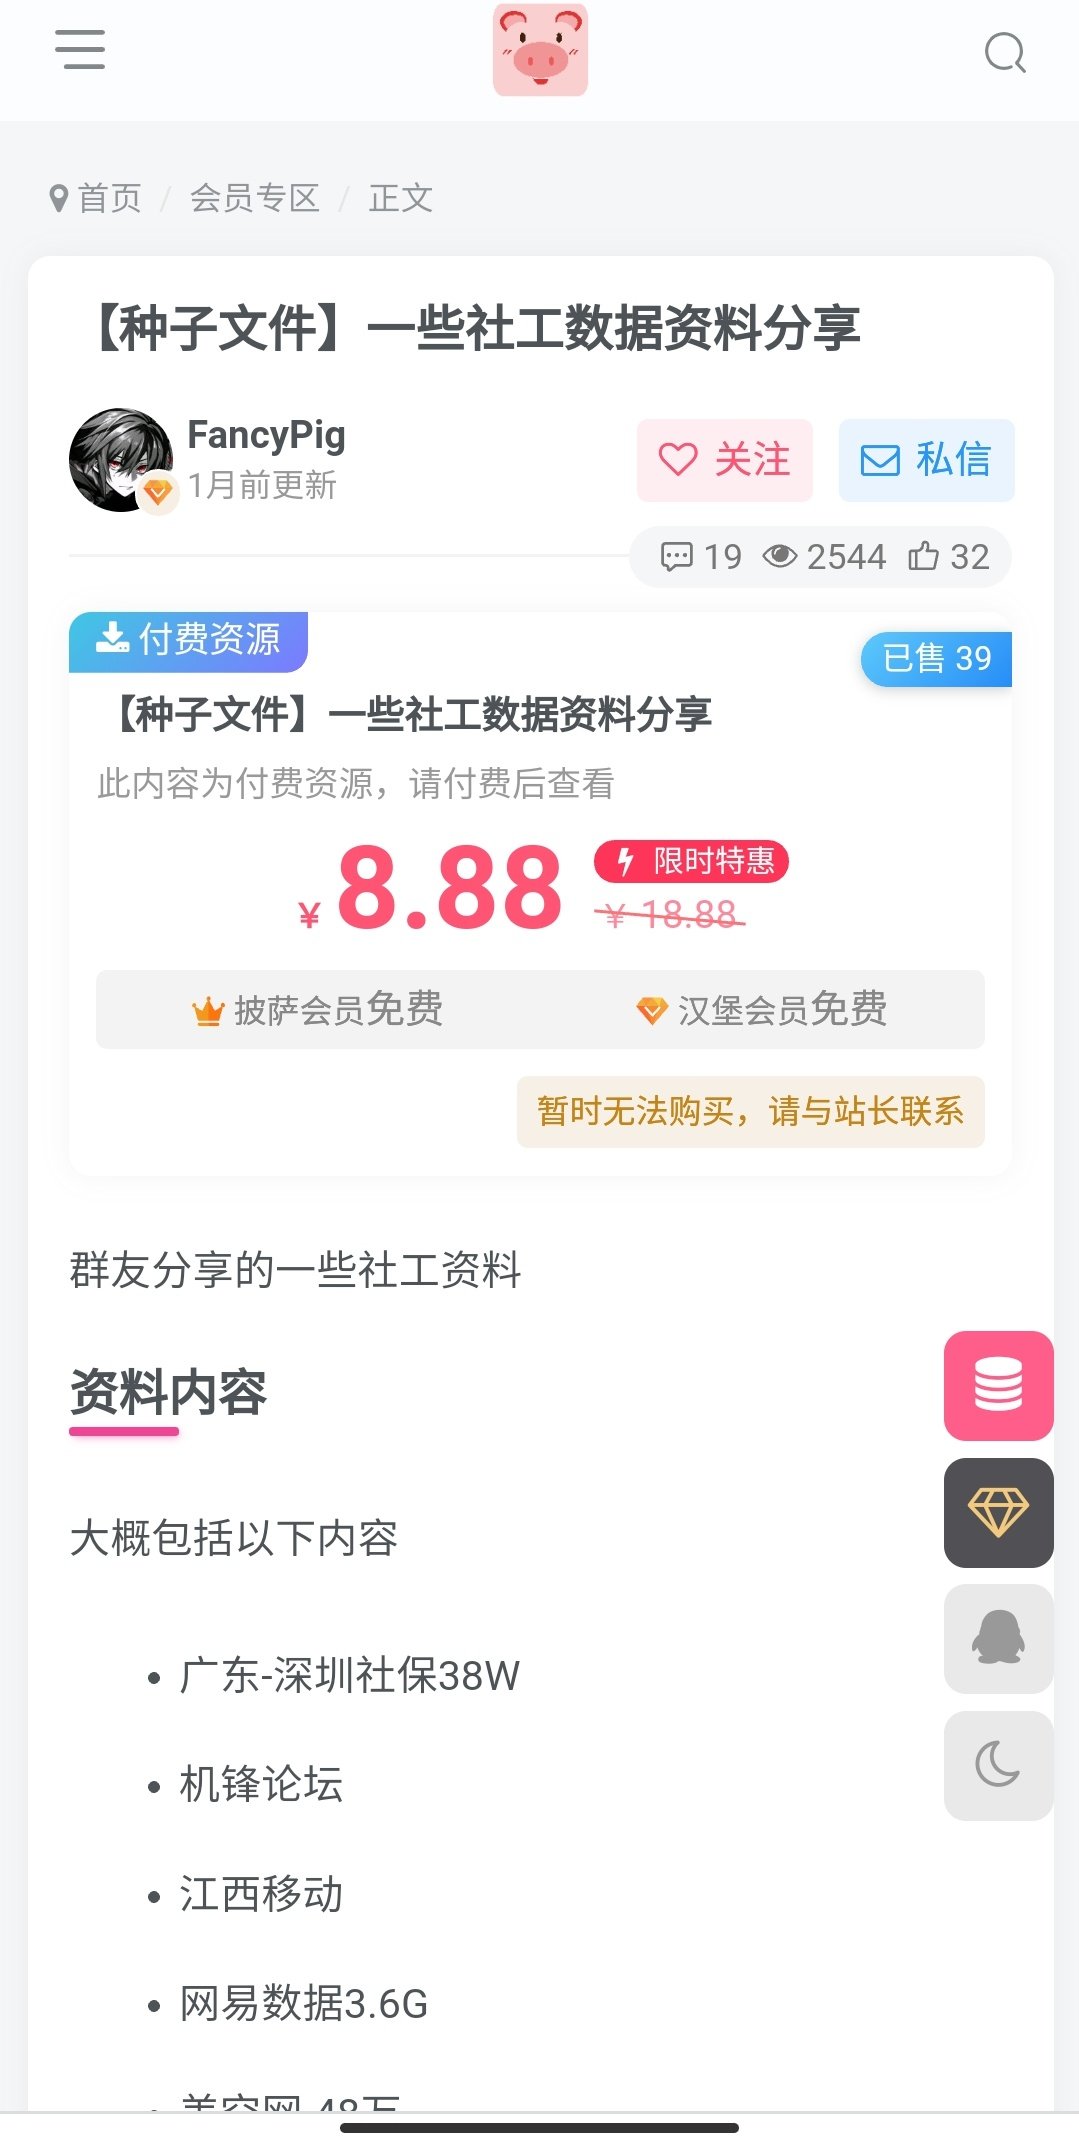 首页 / 会员专区 / 正文
【种子文件】一些社工数据资料分享
FancyPig
1月前更新
关注
私信
19 2544 32
付费资源
已售 39
【种子文件】一些社工数据资料分享
此内容为付费资源，请付费后查看
¥ 8.88
限时特惠
¥ 18.88
披萨会员免费 汉堡会员免费
暂时无法购买，请与站长联系
群友分享的一些社工资料
资料内容
大概包括以下内容
• 广东-深圳社保38W
• 机锋论坛
• 江西移动
• 网易数据3.6G